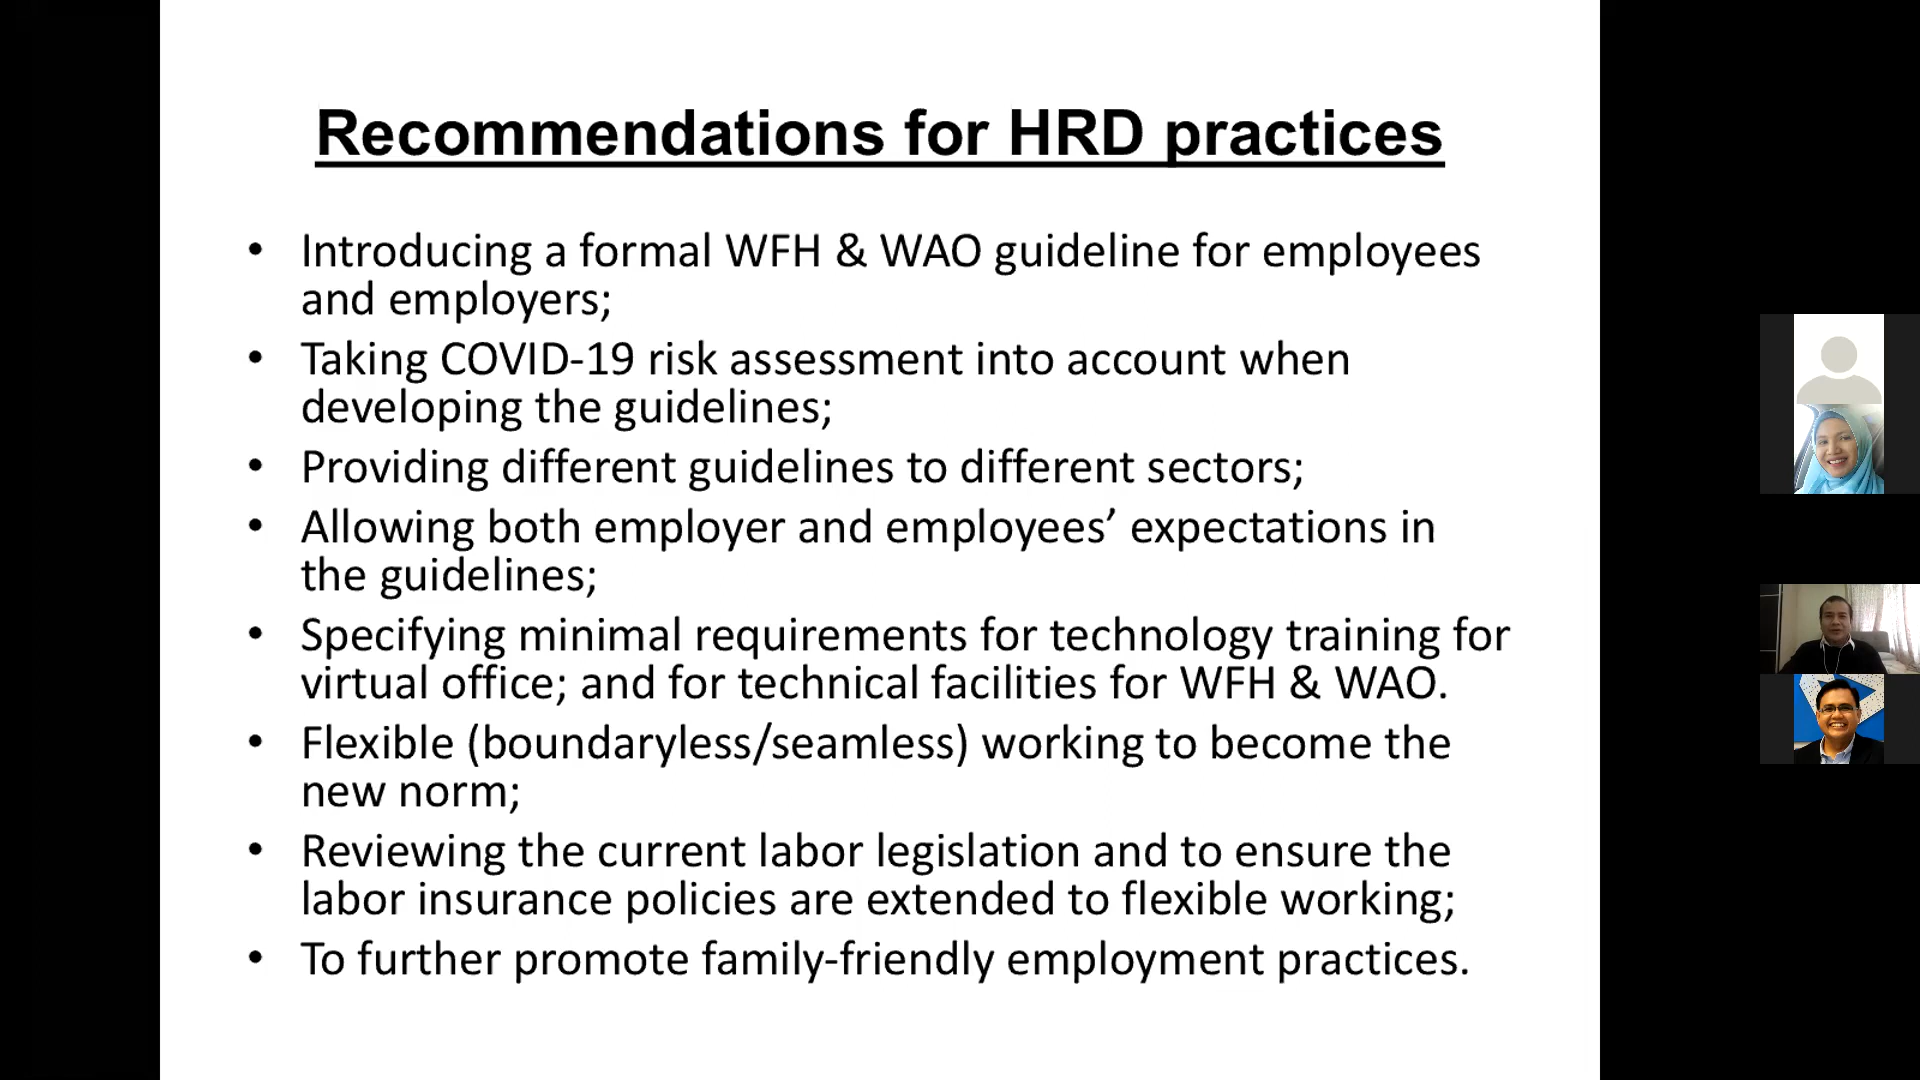 Recommendations for HRD practices
• Introducing a formal WFH & WAO guideline for employees
and employers;
• Taking COVID-19 risk assessment into account when
developing the guidelines;
• Providing different guidelines to different sectors;
• Allowing both employer and employees’ expectations in
the guidelines;
• Specifying minimal requirements for technology training for
virtual office; and for technical facilities for WFH & WAO.
• Flexible (boundaryless/seamless) working to become the
new norm;
• Reviewing the current labor legislation and to ensure the
labor insurance policies are extended to flexible working;
• To further promote family-friendly employment practices.